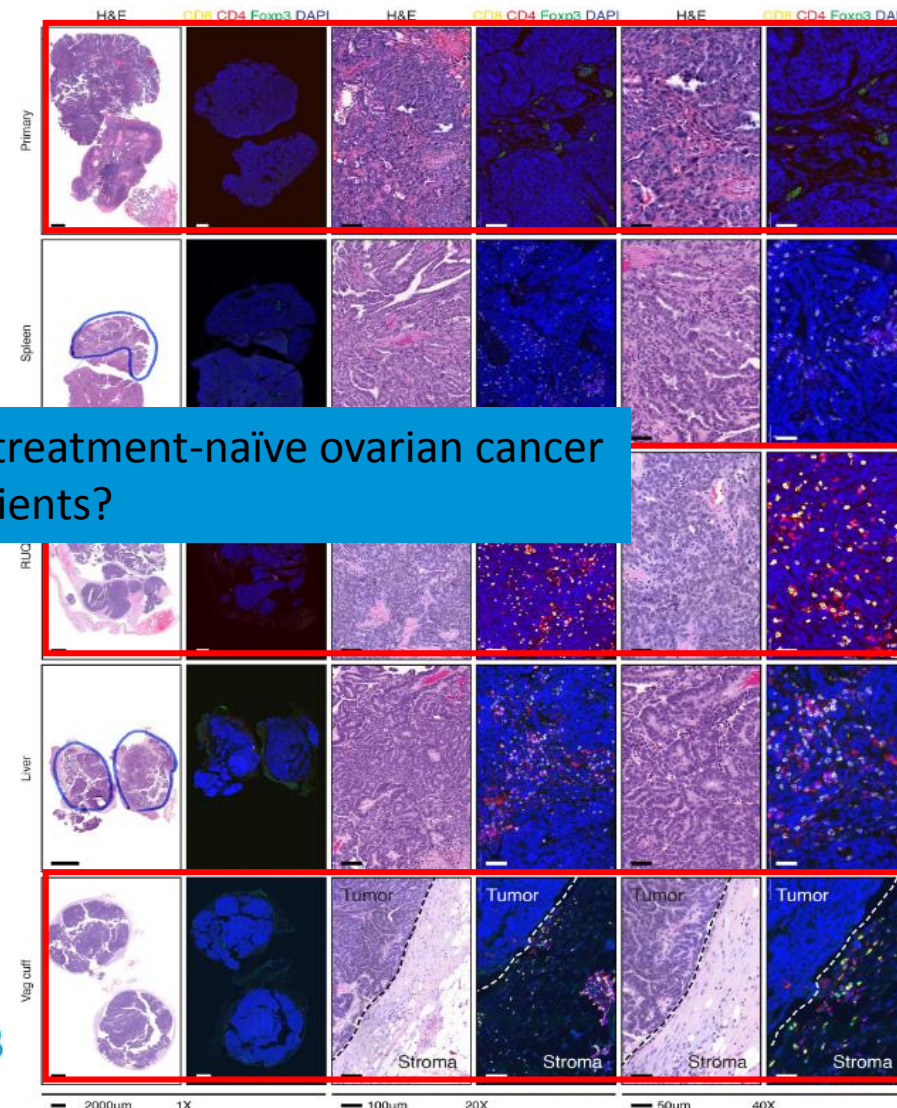 H&E CD8 CD4 Foxp3 DAPI H&E CD8 CD4 Foxp3 DAPI H&E CD8 CD4 Foxp3
Primary
Spleen
treatment-naïve ovarian cancer
ients?
RUQ
Liver
Vag cuff
Tumor Tumor Tumor Tumor
Stroma Stroma Stroma Stroma
2000um 1X 100um 20X 50um 40X